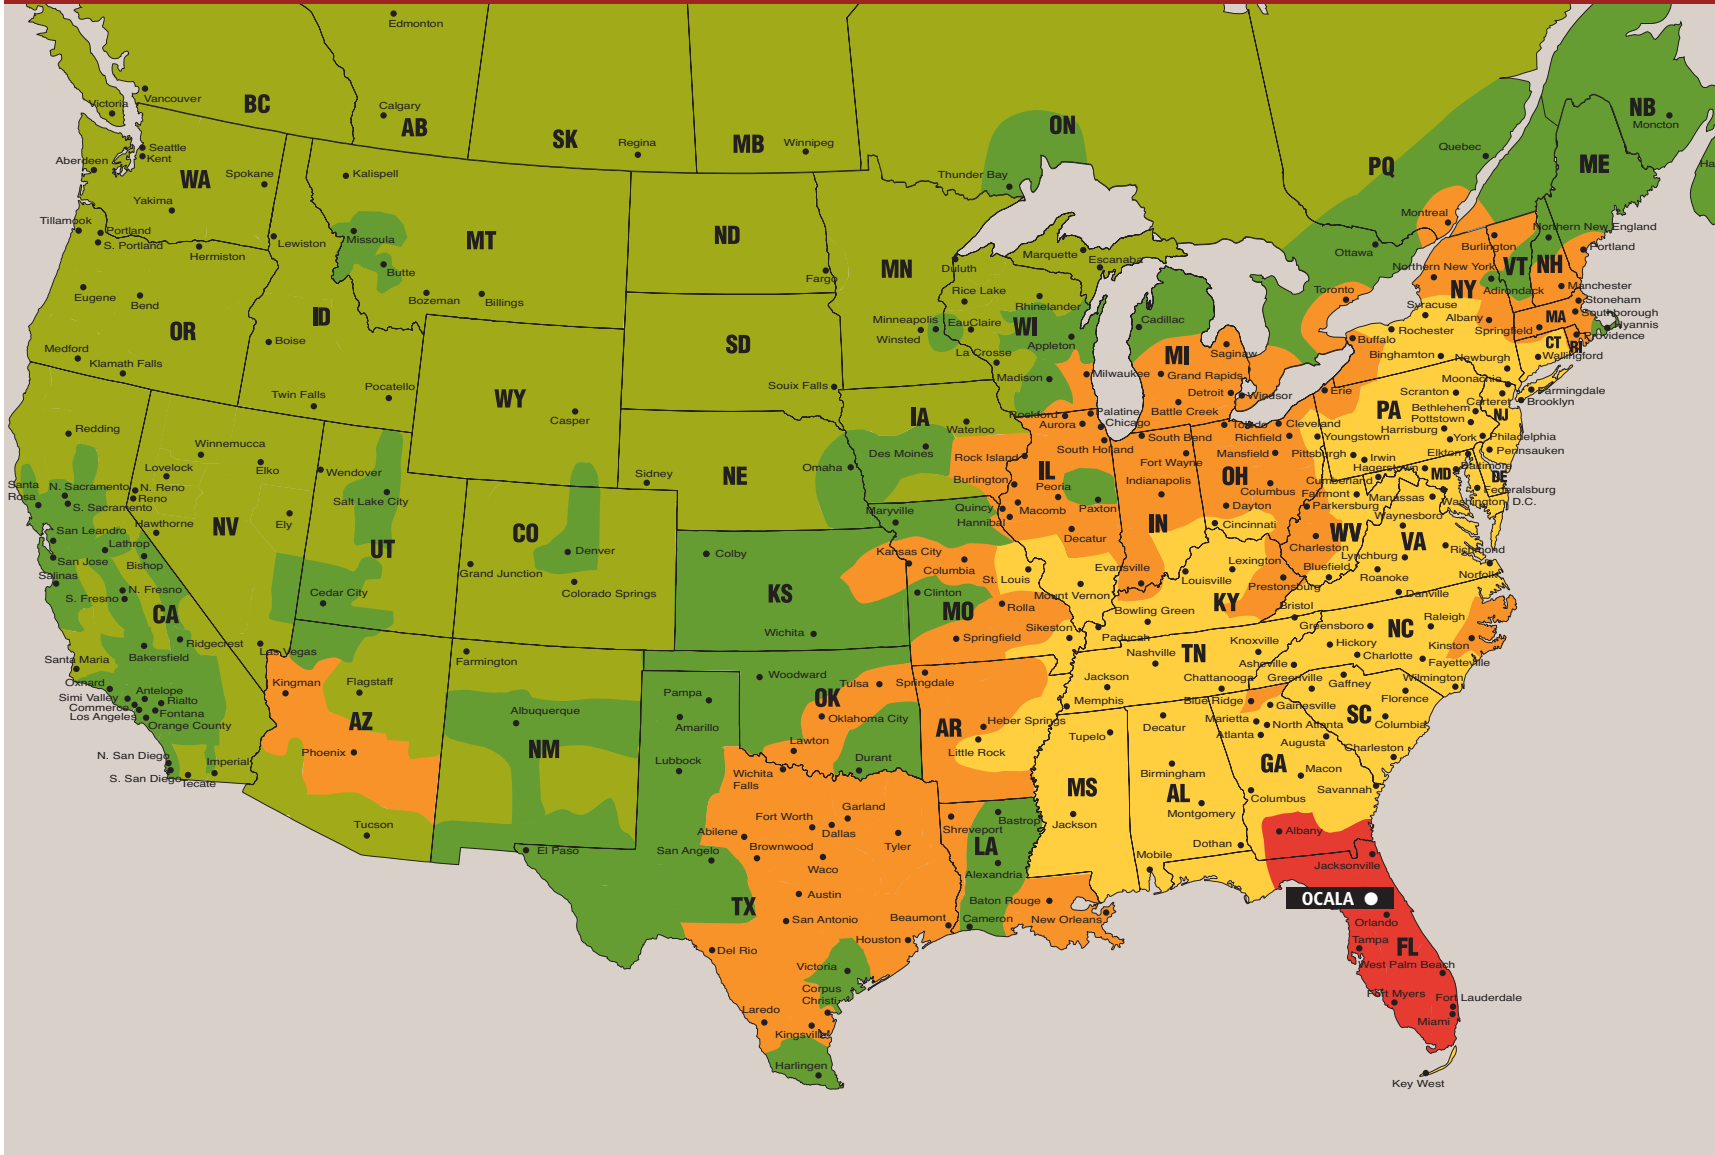 Edmonton
Vancouver
Victoria
BC
Calgary
AB
SK
Regina
MB
Winnipeg
ON
Thunder Bay
PQ
Quebec
NB
Moncton
ME
Ha
Seattle
Kent
Aberdeen
WA
Spokane
Yakima
Kalispell
Tillamook
Portland
S. Portland
Hermiston
Lewiston
Missoula
MT
Butte
Bozeman
Billings
ND
Fargo
MN
Duluth
Marquette
Escanaba
Rice Lake
Rhinelander
Minneapolis
EauClaire
WI
Winsted
Appleton
La Crosse
Madison
Milwaukee
Cadillac
MI
Saginaw
Grand Rapids
Detroit
Windsor
Battle Creek
Montreal
Ottawa
Toronto
Burlington
Northern New York
Northern New England
Portland
VT
NH
NY
Adirondack
Manchester
Syracuse
Stoneham
Albany
MA
Southborough
Hyannis
Rochester
Springfield
Providence
Buffalo
CT
RI
Binghamton
Newburgh
Wallingford
Eugene
Bend
OR
ID
Boise
Medford
Klamath Falls
Twin Falls
Pocatello
WY
Casper
SD
Souix Falls
IA
Waterloo
Des Moines
Omaha
Rockford
Palatine
Aurora
Chicago
South Holland
South Bend
Toledo
Cleveland
Richfield
Erie
Moonachie
Scranton
Farmingdale
Carteret
Brooklyn
PA
Bethlehem
NJ
Pottstown
Harrisburg
Youngstown
York
Philadelphia
Pittsburgh
Irwin
Elkton
Pennsauken
Hagerstown
MD
Baltimore
DE
Cumberland
Federalsburg
Fairmont
Manassas
Washington, D.C.
Parkersburg
Waynesboro
Redding
Winnemucca
Lovelock
Elko
Wendover
Santa
Rosa
N. Sacramento
N. Reno
Reno
S. Sacramento
Salt Lake City
San Leandro
Hawthorne
NV
Ely
Lathrop
San Jose
Bishop
UT
Salinas
N. Fresno
S. Fresno
CA
Cedar City
Ridgecrest
Bakersfield
Las Vegas
Santa Maria
Oxnard
Antelope
Simi Valley
Rialto
Commerce
Fontana
Los Angeles
Orange County
N. San Diego
Imperial
S. San Diego
Tecate
Kingman
Flagstaff
AZ
Phoenix
Tucson
Sidney
NE
CO
Denver
Grand Junction
Colorado Springs
Colby
KS
Wichita
Farmington
Albuquerque
NM
El Paso
Rock Island
IL
Fort Wayne
Mansfield
Burlington
Peoria
Indianapolis
OH
Columbus
Maryville
Quincy
Macomb
Paxton
Dayton
Hannibal
IN
Cincinnati
WV
VA
Decatur
Charleston
Lynchburg
Richmond
Kansas City
Columbia
St. Louis
Evansville
Lexington
Bluefield
Louisville
Roanoke
Norfolk
Clinton
Mount Vernon
Prestonsburg
MO
Rolla
KY
Danville
Bowling Green
Bristol
Springfield
Sikeston
Greensboro
Raleigh
Paducah
NC
Knoxville
Hickory
Kinston
Nashville
TN
Charlotte
Fayetteville
Asheville
Woodward
Tulsa
Springdale
Jackson
Chattanooga
Greenville
Gaffney
Wilmington
Pampa
OK
Memphis
Blue Ridge
Gainesville
Florence
Amarillo
Oklahoma City
Heber Springs
SC
AR
Marietta
North Atlanta
Columbia
Decatur
Tupelo
Atlanta
Augusta
Lawton
Little Rock
Charleston
Lubbock
Durant
Birmingham
GA
Macon
Wichita
Falls
MS
AL
Columbus
Savannah
Garland
Fort Worth
Montgomery
Abilene
Dallas
Shreveport
Bastrop
Jackson
Albany
Brownwood
Tyler
LA
Dothan
San Angelo
Waco
Mobile
Jacksonville
Alexandria
TX
Austin
Baton Rouge
OCALA
San Antonio
Beaumont
Cameron
New Orleans
Orlando
Houston
Tampa
FL
Del Rio
Victoria
West Palm Beach
Corpus
Christi
Fort Myers
Fort Lauderdale
Laredo
Miami
Kingsville
Harlingen
Key West